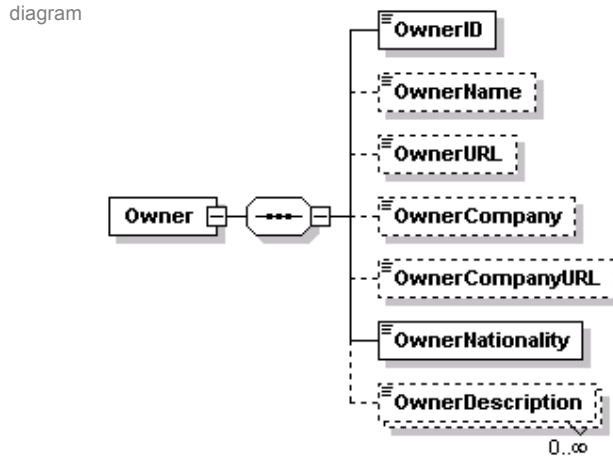 diagram
OwnerID
OwnerName
OwnerURL
Owner
OwnerCompany
OwnerCompanyURL
OwnerNationality
OwnerDescription
0..∞